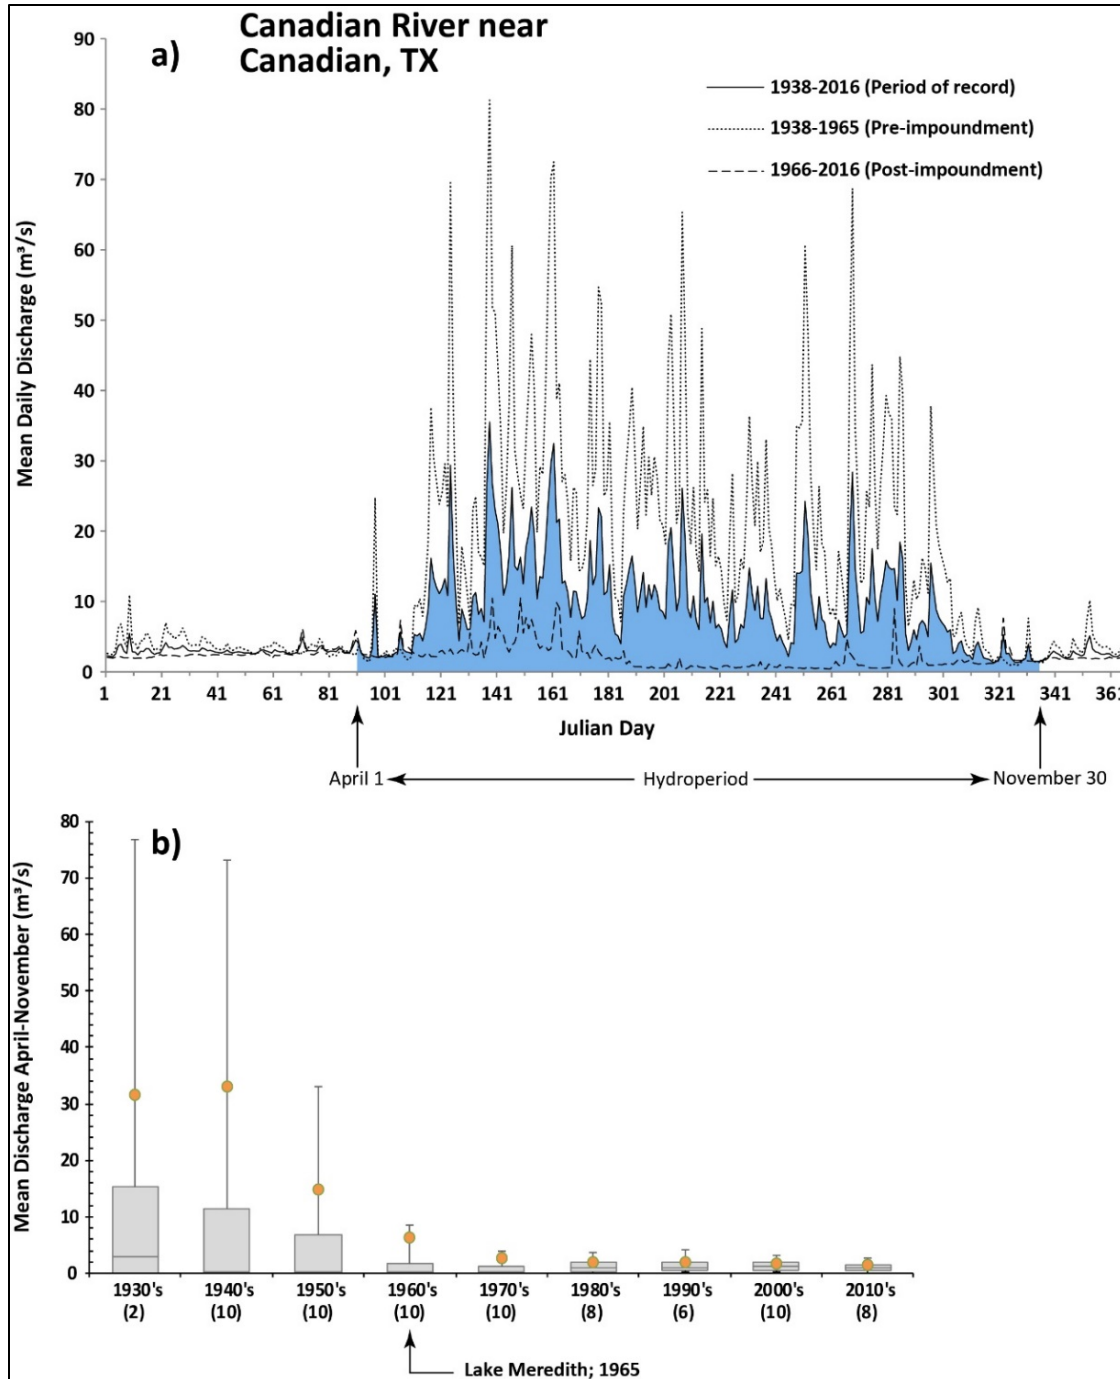 Canadian River near
Canadian, TX
a)
1938-2016 (Period of record)
1938-1965 (Pre-impoundment)
1966-2016 (Post-impoundment)
Mean Daily Discharge (m³/s)
90
80
70
60
50
40
30
20
10
0
1 21 41 61 81 101 121 141 161 181 201 221 241 261 281 301 321 341 361
Julian Day
April 1 Hydroperiod November 30
b)
Mean Discharge April-November (m³/s)
80
70
60
50
40
30
20
10
0
1930's 1940's 1950's 1960's 1970's 1980's 1990's 2000's 2010's
(2) (10) (10) (10) (10) (8) (6) (10) (8)
Lake Meredith; 1965